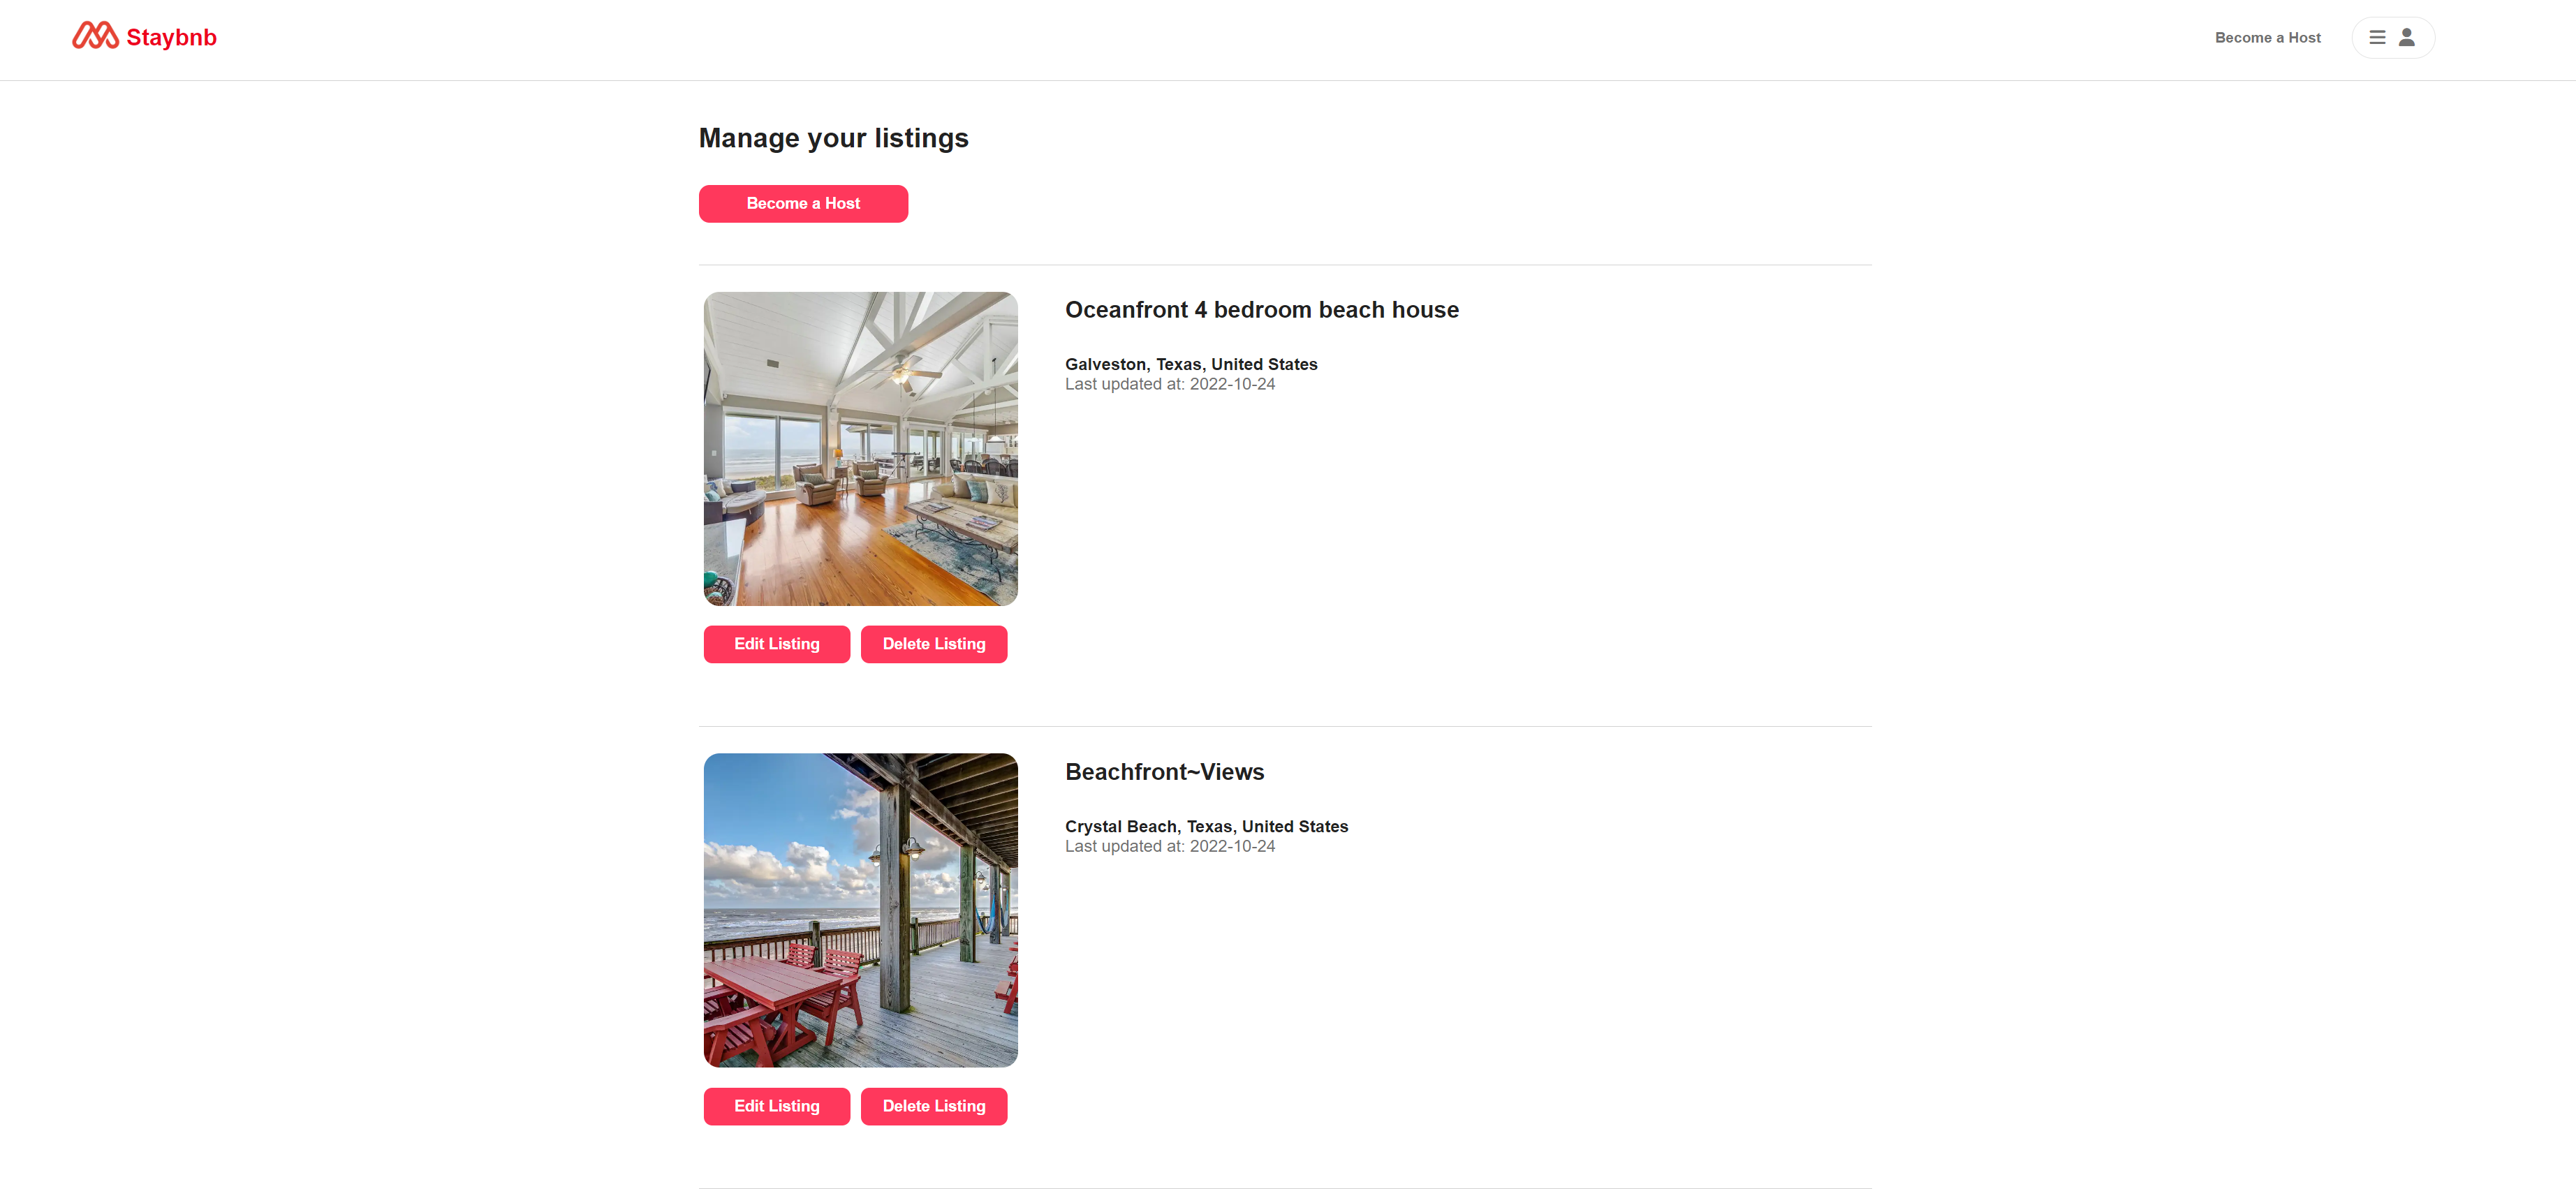 Staybnb
Become a Host
Manage your listings
Become a Host
Oceanfront 4 bedroom beach house
Galveston, Texas, United States
Last updated at: 2022-10-24
Edit Listing
Delete Listing
Beachfront~Views
Crystal Beach, Texas, United States
Last updated at: 2022-10-24
Edit Listing
Delete Listing